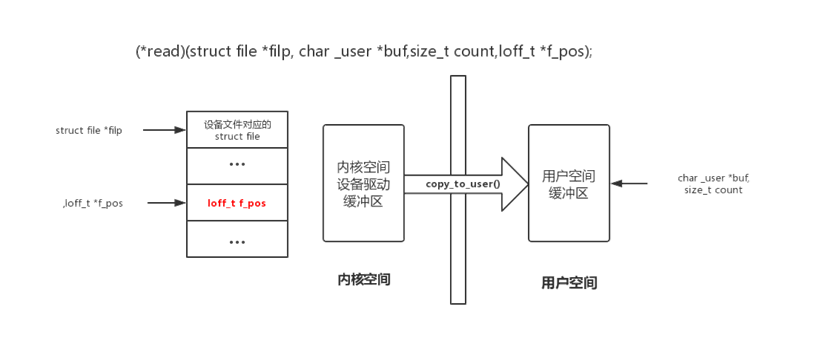 (*read)(struct file *filp, char _user *buf,size_t count,loff_t *f_pos);
struct file *filp
设备文件对应的
struct file
...
,loff_t *f_pos
loff_t f_pos
...
内核空间
设备驱动
缓冲区
copy_to_user()
用户空间
缓冲区
char _user *buf,
size_t count
内核空间
用户空间